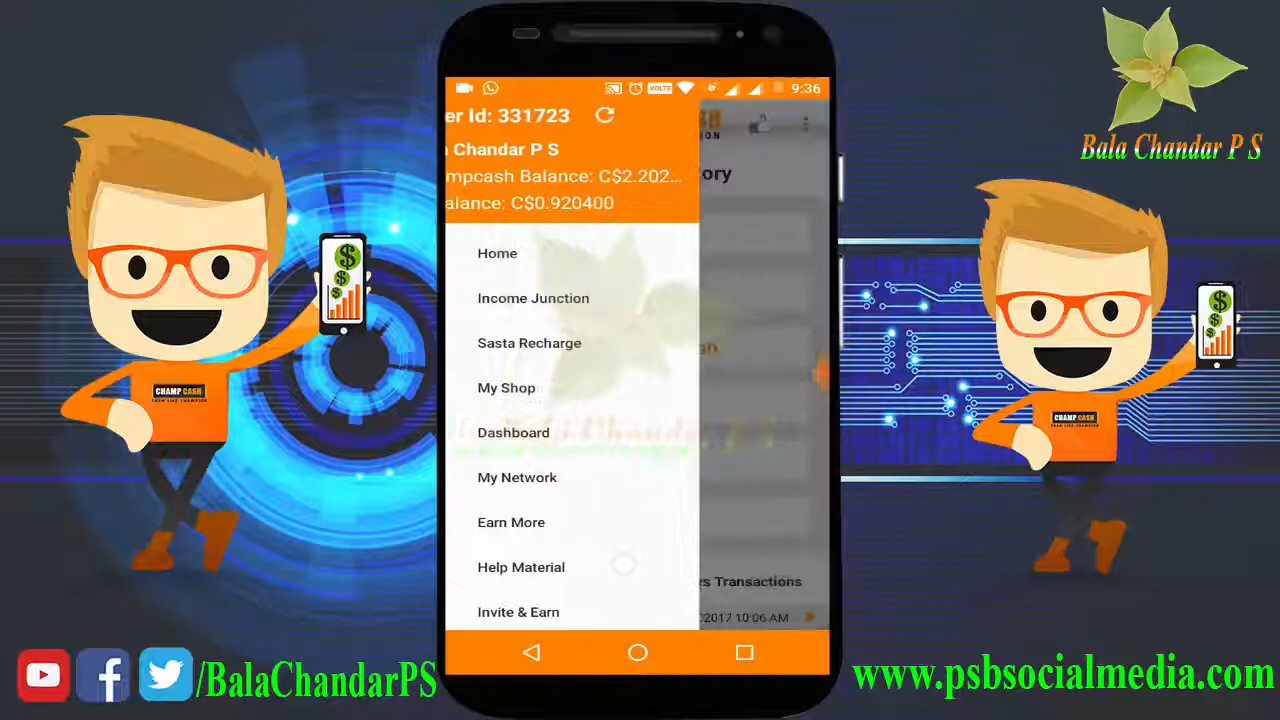 Bala Chandar P S
9:36
er Id: 331723
Chandar P S
mpcash Balance: C$2.202...
alance: C$0.920400
ory
Home
Income Junction
Sasta Recharge
My Shop
Dashboard
My Network
Earn More
Help Material
Invite & Earn
s Transactions
2017 10:06 AM
CHAMP CASH
CHAMP CASH
/BalaChandarPS
www.psbsocialmedia.com